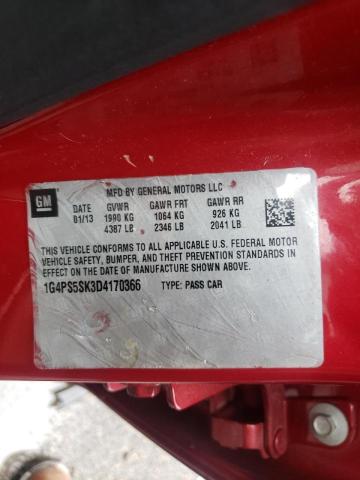 GM
MFD BY GENERAL MOTORS LLC
DATE GVWR GAWR FRT GAWR RR
01/13 1990 KG 1064 KG 926 KG
4387 LB 2346 LB 2041 LB
THIS VEHICLE CONFORMS TO ALL APPLICABLE U.S. FEDERAL MOTOR
VEHICLE SAFETY, BUMPER, AND THEFT PREVENTION STANDARDS IN
EFFECT ON THE DATE OF MANUFACTURE SHOWN ABOVE.
1G4PS5SK3D4170366 TYPE: PASS CAR